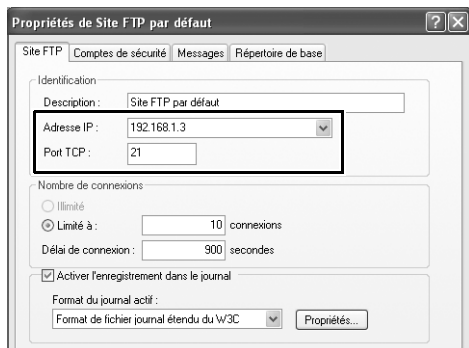 Propriétés de Site FTP par défaut
Site FTP Comptes de sécurité Messages Répertoire de base
Identification
Description : Site FTP par défaut
Adresse IP : 192.168.1.3
Port TCP : 21
Nombre de connexions
Illimité
Limité à : 10 connexions
Délai de connexion : 900 secondes
Activer l'enregistrement dans le journal
Format du journal actif :
Format de fichier journal étendu du W3C Propriétés...